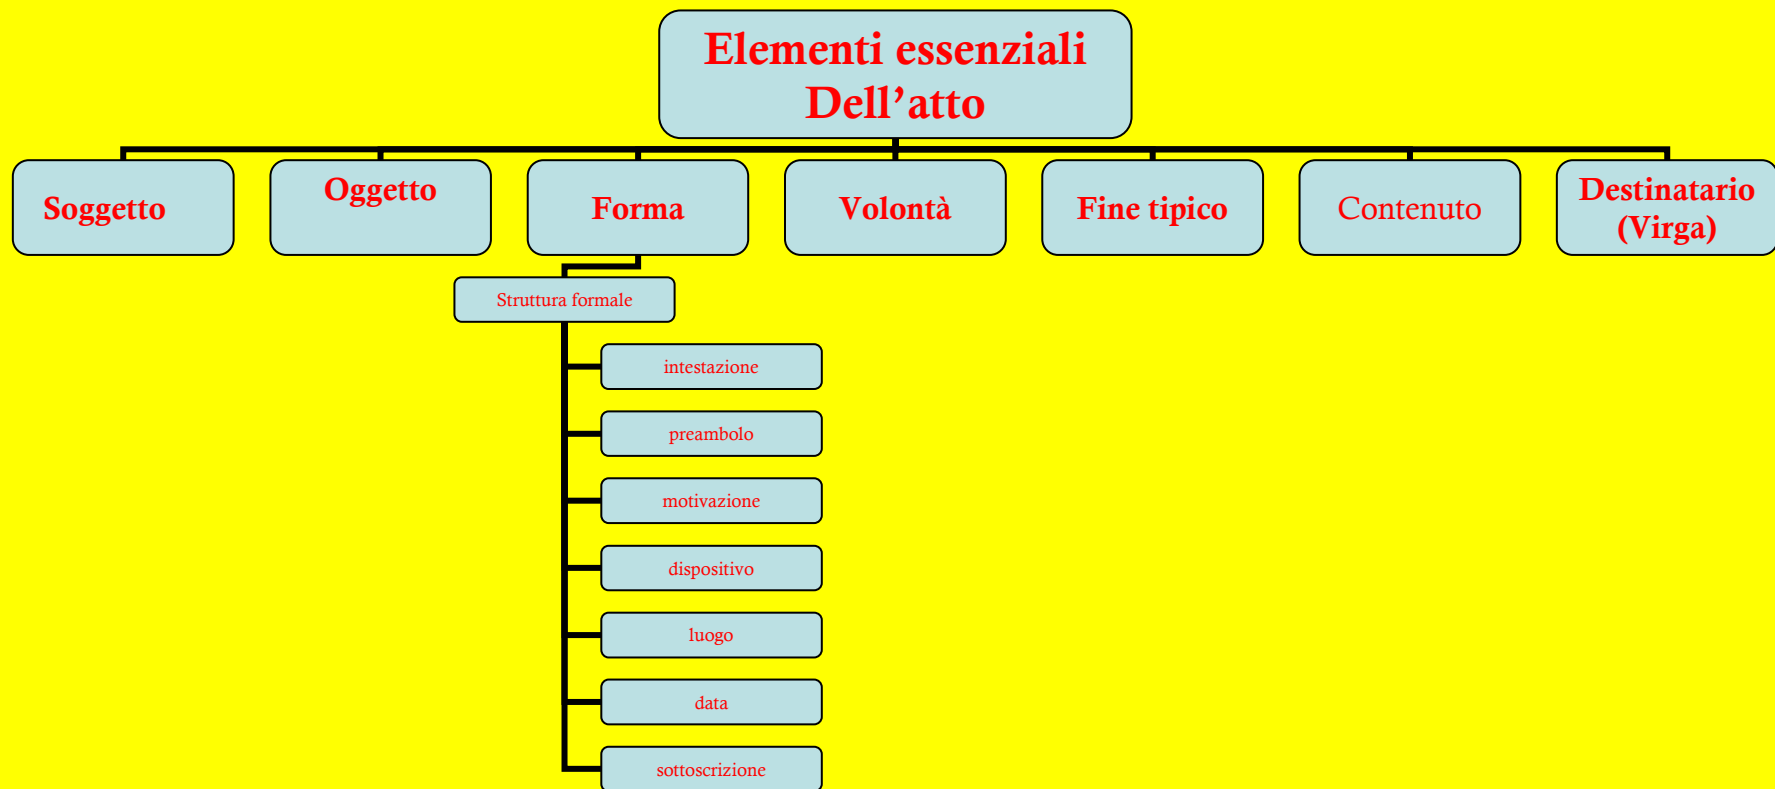 Elementi essenziali
Dell’atto
Soggetto
Oggetto
Forma
Volontà
Fine tipico
Contenuto
Destinatario
(Virga)
Struttura formale
intestazione
preambolo
motivazione
dispositivo
luogo
data
sottoscrizione